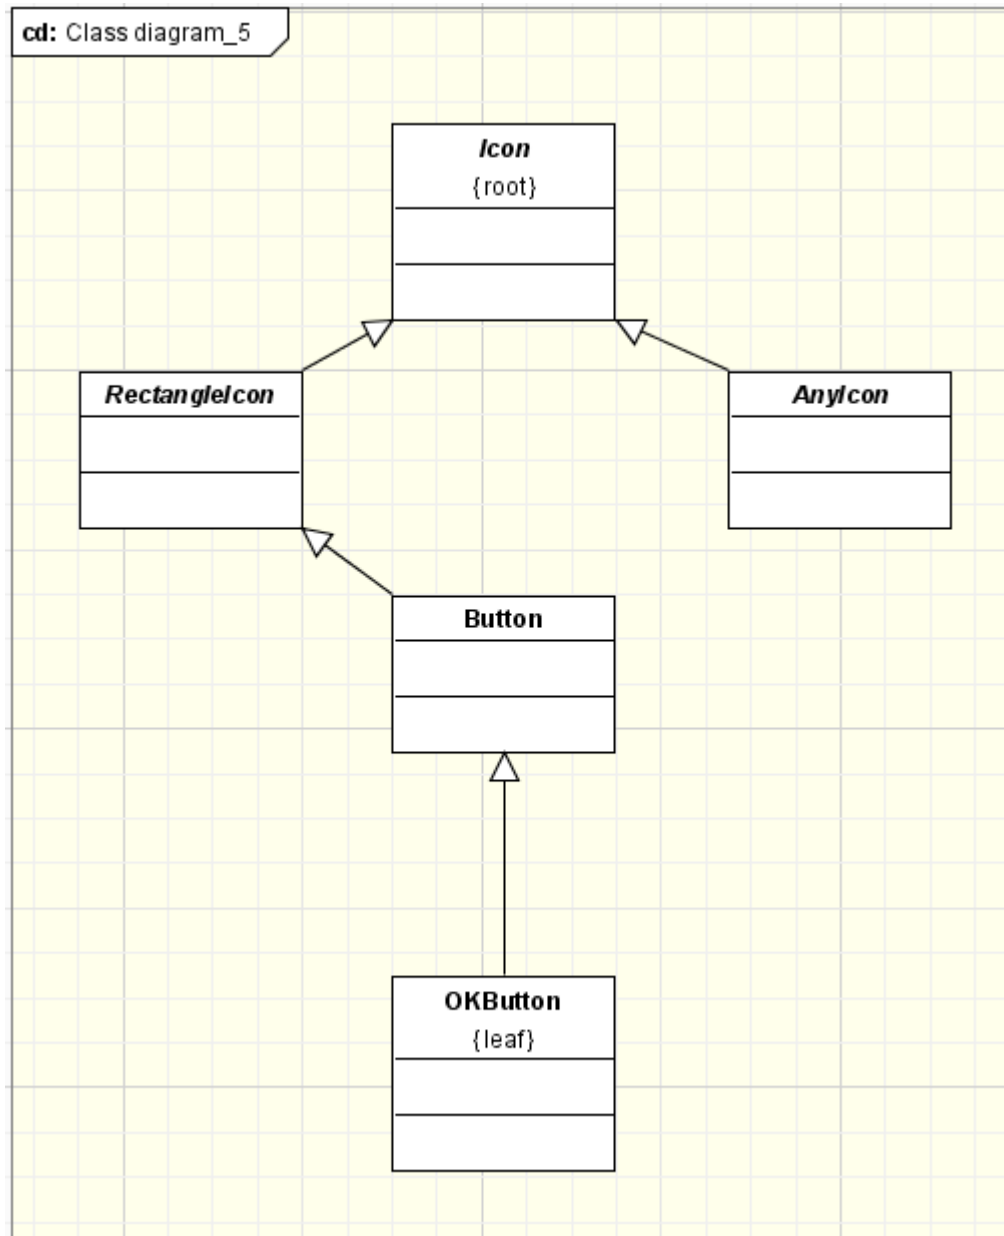 cd: Class diagram_5
Icon
{root}
RectangleIcon
AnyIcon
Button
OKButton
{leaf}